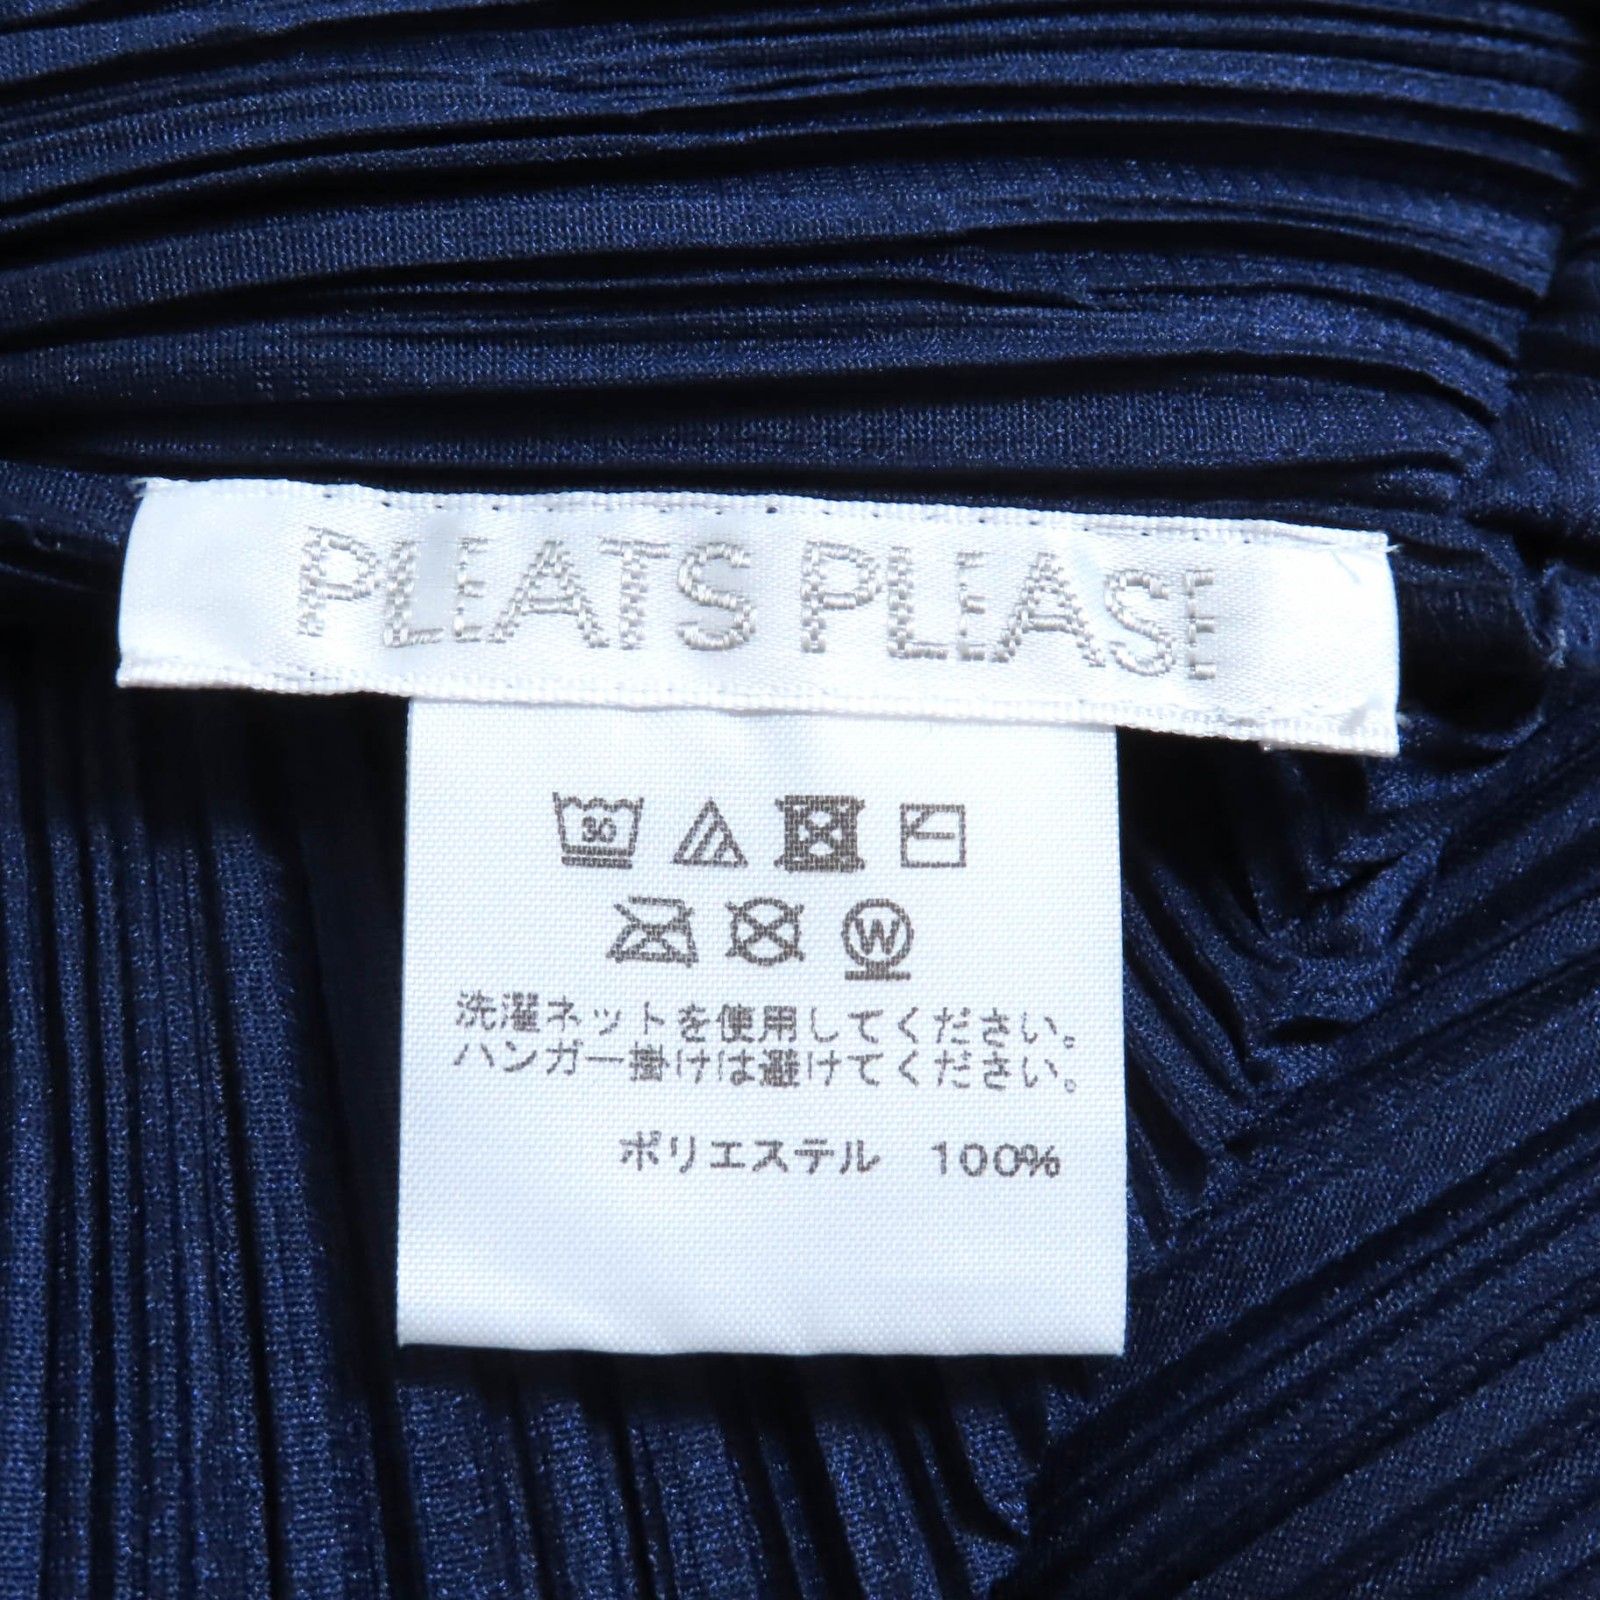 PLEATS PLEASE
30
W
洗濯ネットを使用してください。
ハンガー掛けは避けてください。
ポリエステル 100%